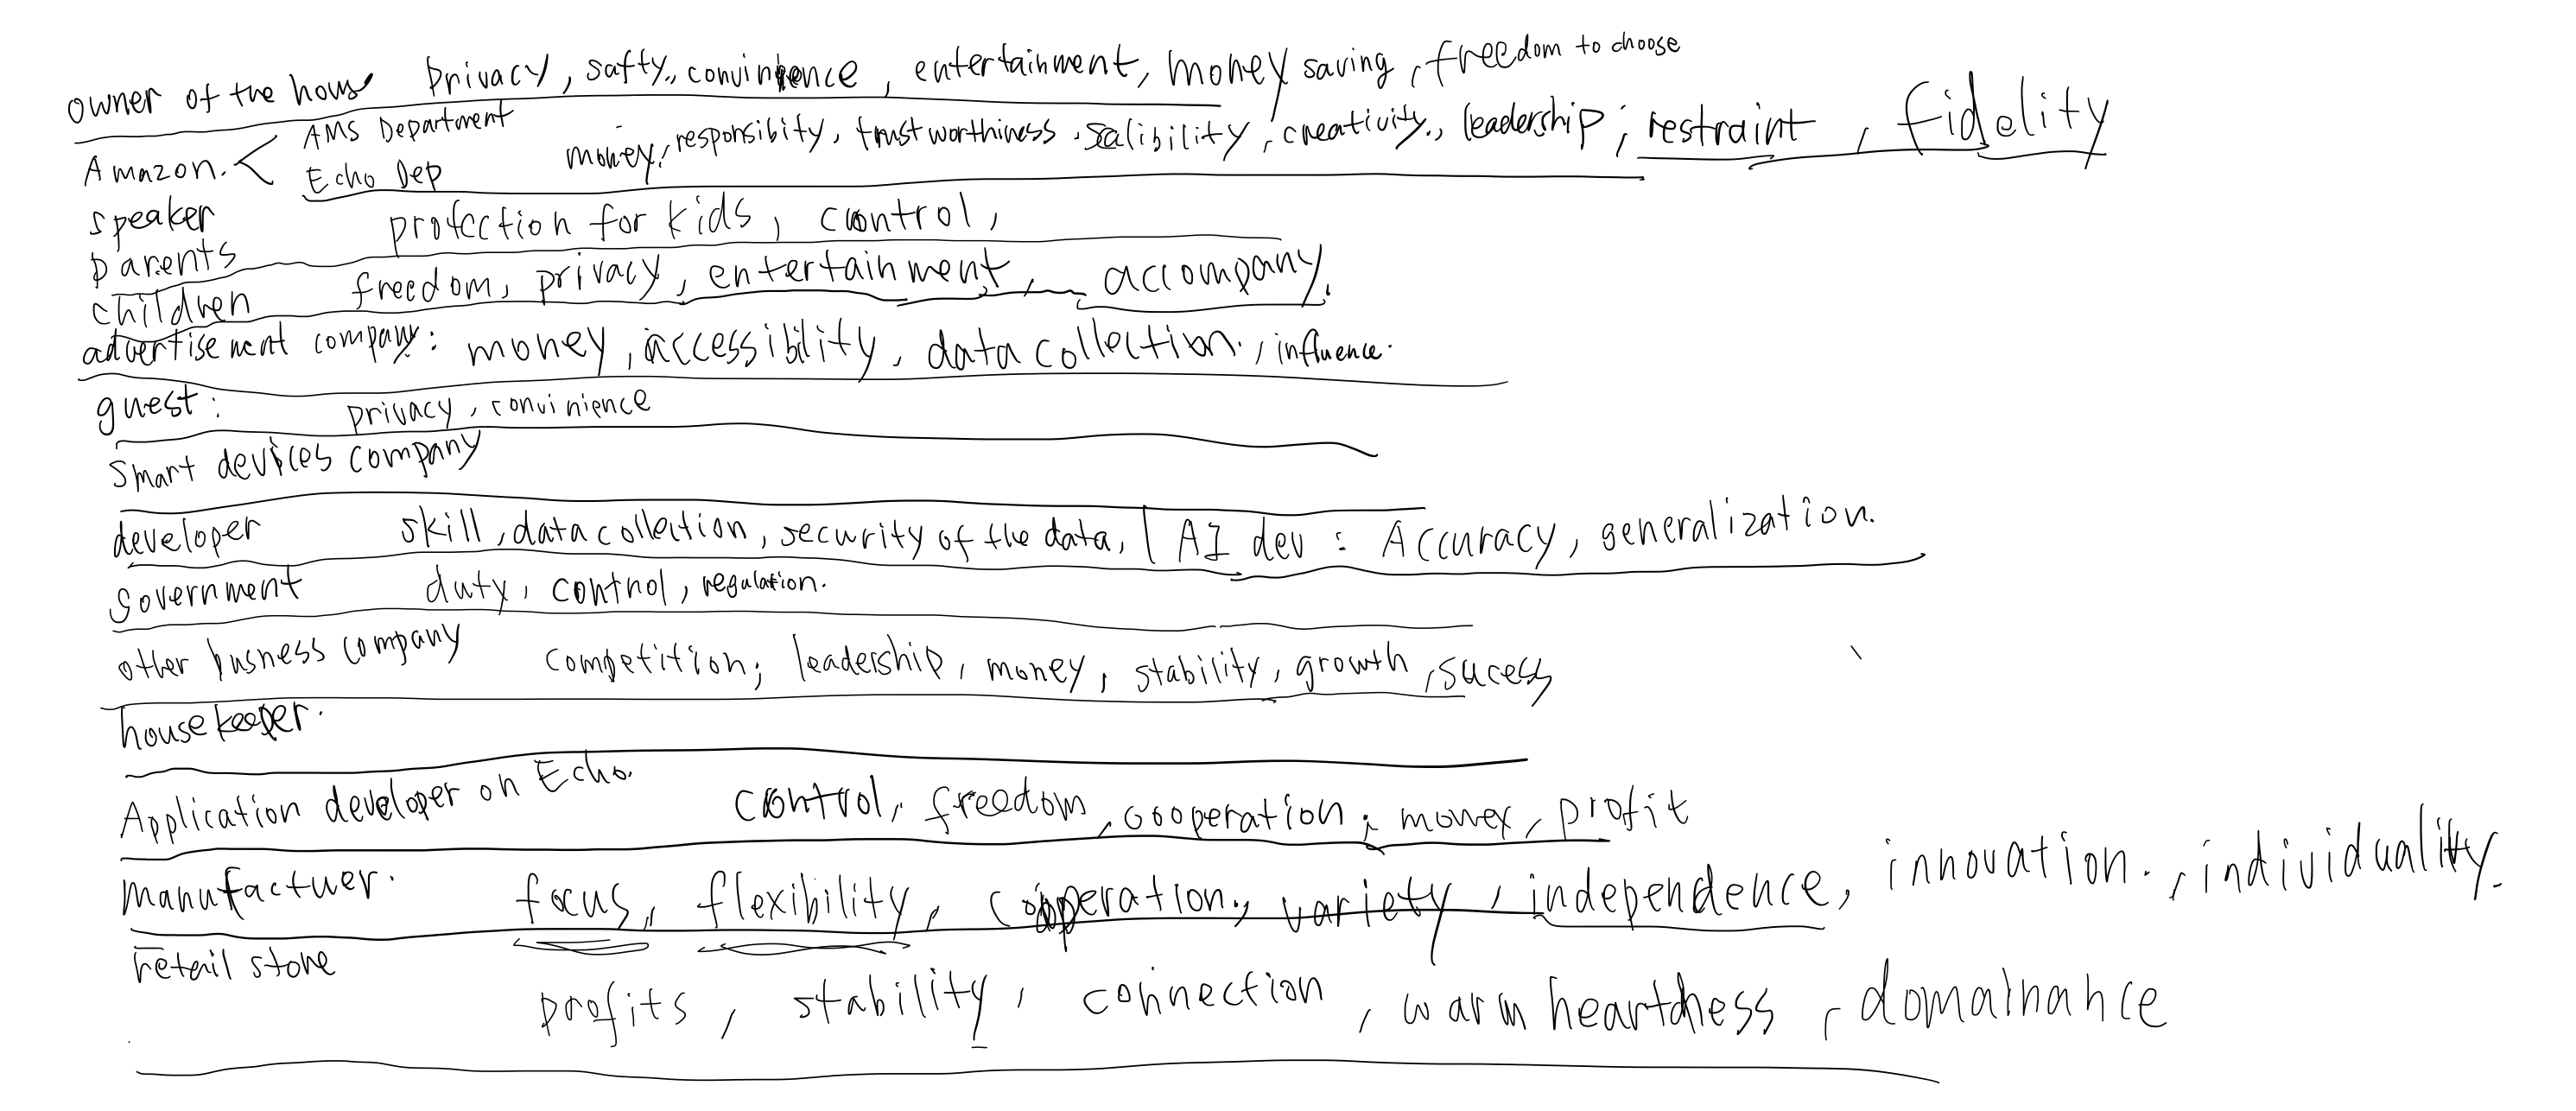 owner of the hous privacy, safty, convinience, entertainment, money saving, freedom to choose
Amazon. < AMS Department
Echo Dep money, responsibity, trustworthiness, salibility, creativity, leadership, restraint, fidelity
speaker
parents protection for kids, control,
children freedom, privacy, entertainment, accompany.
advertisement company: money, accessibility, data collection, influence.
guest: privacy, convinience
Smart devices company
developer skill, data collection, security of the data, | AI dev : Accuracy, generalization.
government duty, control, regulation.
other busness company competition, leadership, money, stability, growth, sucess
housekeeper.
Application developer on Echo. control, freedom, cooperation, money, profit
manufactuer. focus, flexibility, cooperation, variety, independence, innovation, individuality.
retail store profits, stability, connection, warm heartdness, domainance